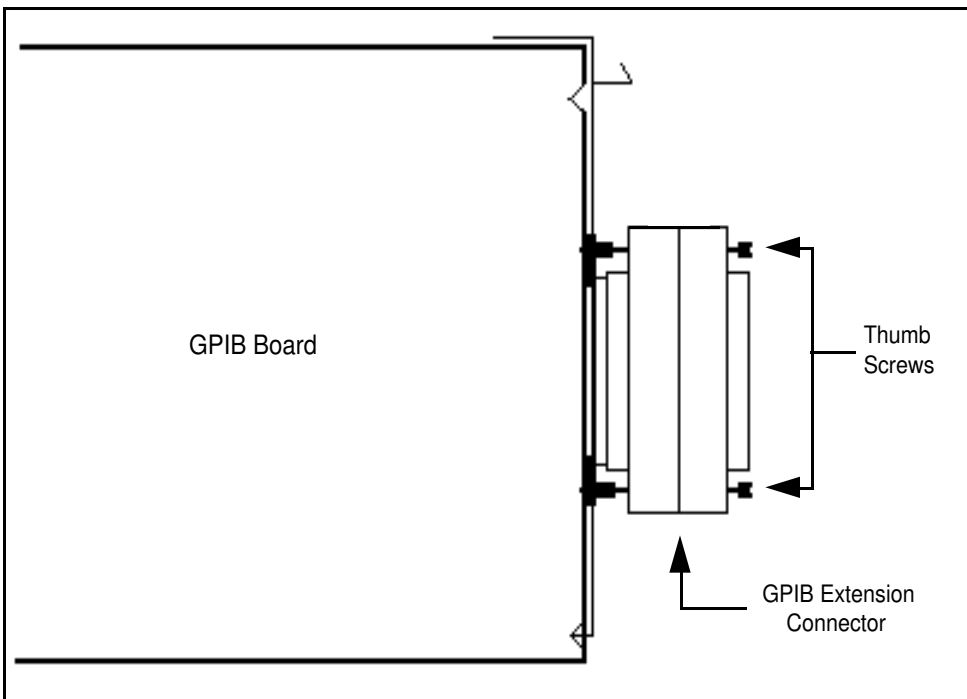 GPIB Board
Thumb
Screws
GPIB Extension
Connector